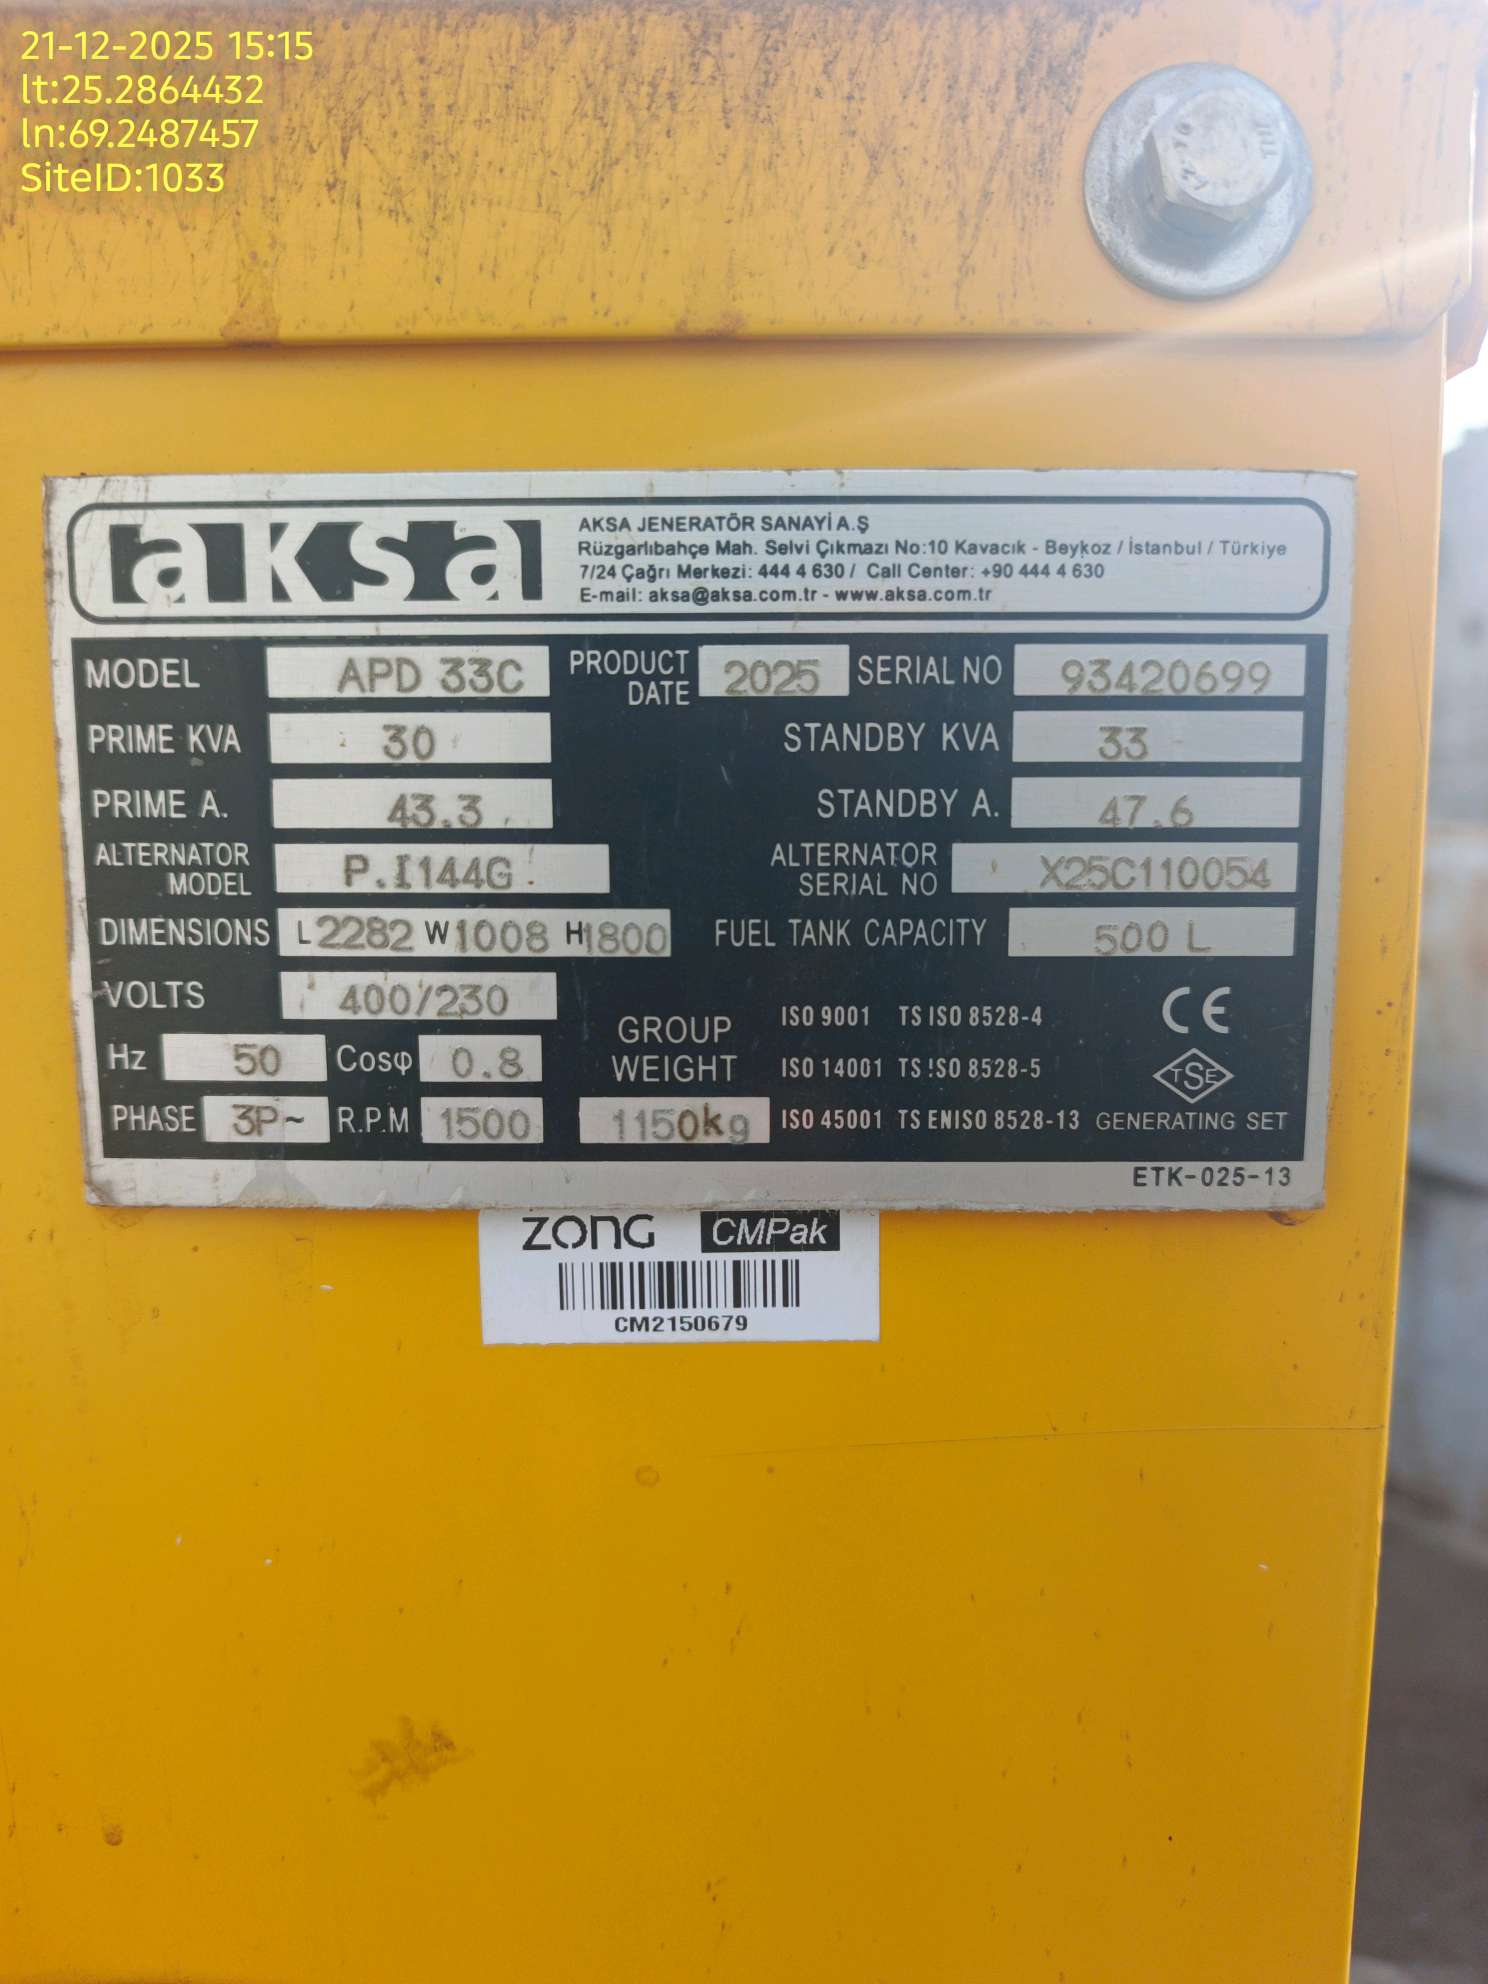 21-12-2025 15:15
lt:25.2864432
ln:69.2487457
SiteID:1033
aksa
AKSA JENERATÖR SANAYİ A.Ş
Rüzgarlıbahçe Mah. Selvi Çıkmazı No:10 Kavacık - Beykoz / İstanbul / Türkiye
7/24 Çağrı Merkezi: 444 4 630 / Call Center: +90 444 4 630
E-mail: aksa@aksa.com.tr - www.aksa.com.tr
MODEL APD 33C PRODUCT DATE 2025 SERIAL NO 93420699
PRIME KVA 30 STANDBY KVA 33
PRIME A. 43.3 STANDBY A. 47.6
ALTERNATOR MODEL P.I144G ALTERNATOR SERIAL NO X25C110054
DIMENSIONS L 2282 W 1008 H 1800 FUEL TANK CAPACITY 500 L
VOLTS 400/230
Hz 50 Cosφ 0.8
PHASE 3P~ R.P.M 1500
GROUP WEIGHT
1150kg
ISO 9001 TS ISO 8528-4
ISO 14001 TS ISO 8528-5
ISO 45001 TS EN ISO 8528-13
CE
TSE
GENERATING SET
ETK-025-13
ZONG CMPak
CM2150679